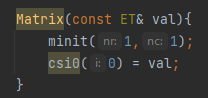 Matrix(const ET& val){
minit( nr: 1, nc: 1);
csi0( i: 0) = val;
}